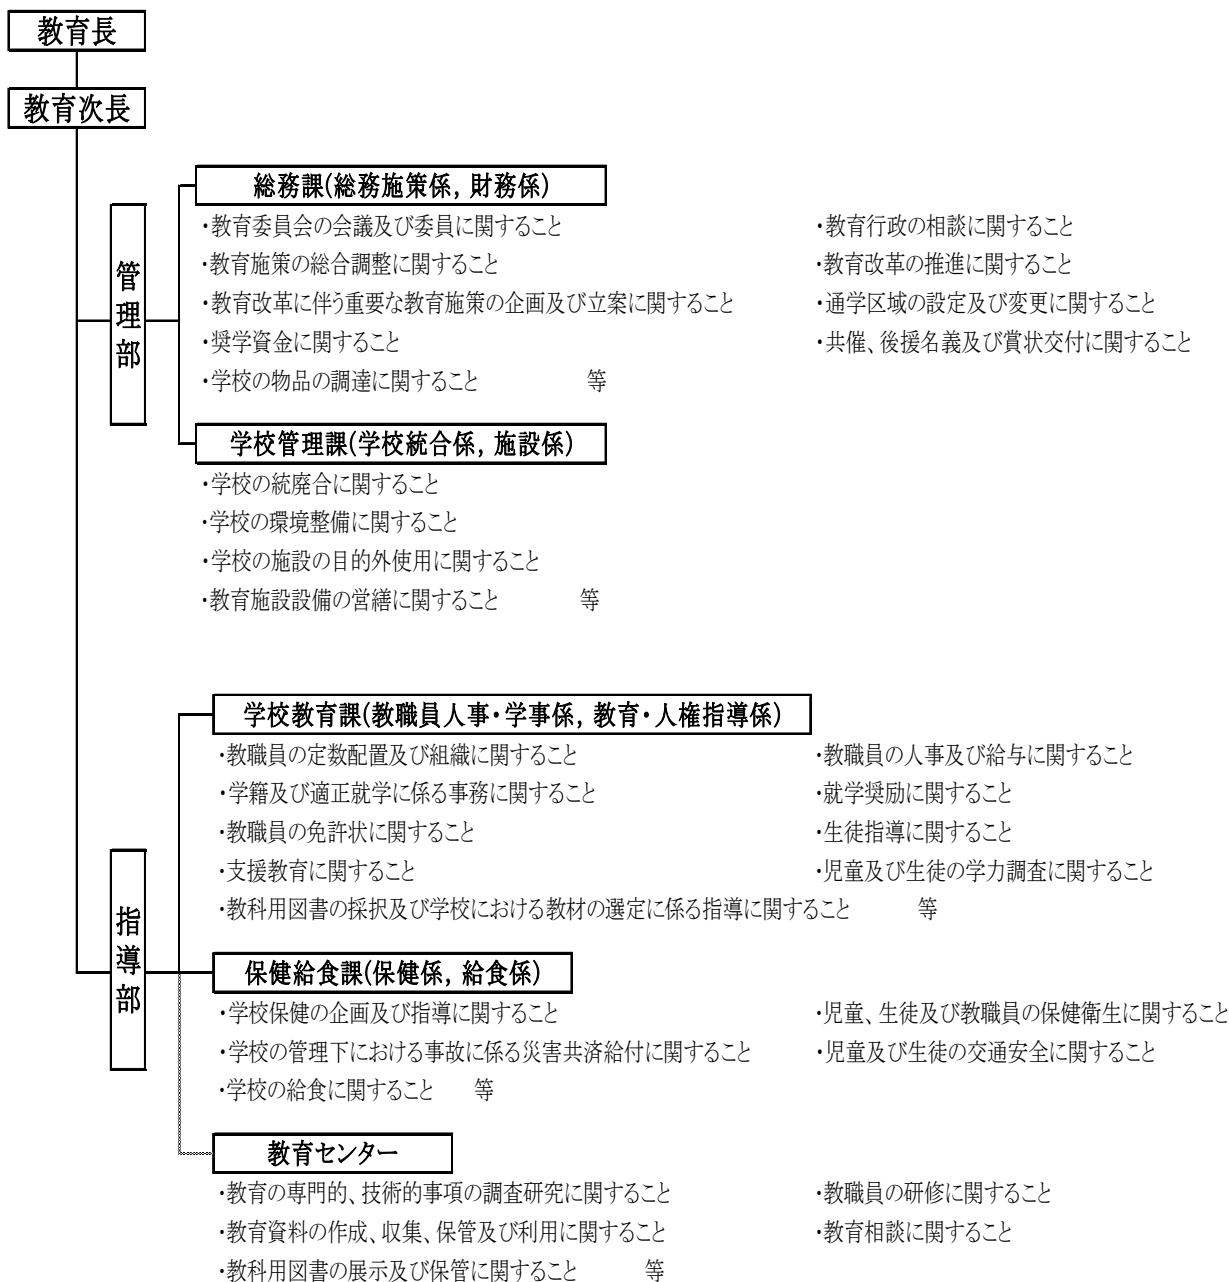 教育長
教育次長
管理部
総務課(総務施策係, 財務係)
・教育委員会の会議及び委員に関すること ・教育行政の相談に関すること
・教育施策の総合調整に関すること ・教育改革の推進に関すること
・教育改革に伴う重要な教育施策の企画及び立案に関すること ・通学区域の設定及び変更に関すること
・奨学資金に関すること ・共催、後援名義及び賞状交付に関すること
・学校の物品の調達に関すること 等
学校管理課(学校統合係, 施設係)
・学校の統廃合に関すること
・学校の環境整備に関すること
・学校の施設の目的外使用に関すること
・教育施設設備の営繕に関すること 等
指導部
学校教育課(教職員人事・学事係, 教育・人権指導係)
・教職員の定数配置及び組織に関すること ・教職員の人事及び給与に関すること
・学籍及び適正就学に係る事務に関すること ・就学奨励に関すること
・教職員の免許状に関すること ・生徒指導に関すること
・支援教育に関すること ・児童及び生徒の学力調査に関すること
・教科用図書の採択及び学校における教材の選定に係る指導に関すること 等
保健給食課(保健係, 給食係)
・学校保健の企画及び指導に関すること ・児童、生徒及び教職員の保健衛生に関すること
・学校の管理下における事故に係る災害共済給付に関すること ・児童及び生徒の交通安全に関すること
・学校の給食に関すること 等
教育センター
・教育の専門的、技術的事項の調査研究に関すること ・教職員の研修に関すること
・教育資料の作成、収集、保管及び利用に関すること ・教育相談に関すること
・教科用図書の展示及び保管に関すること 等